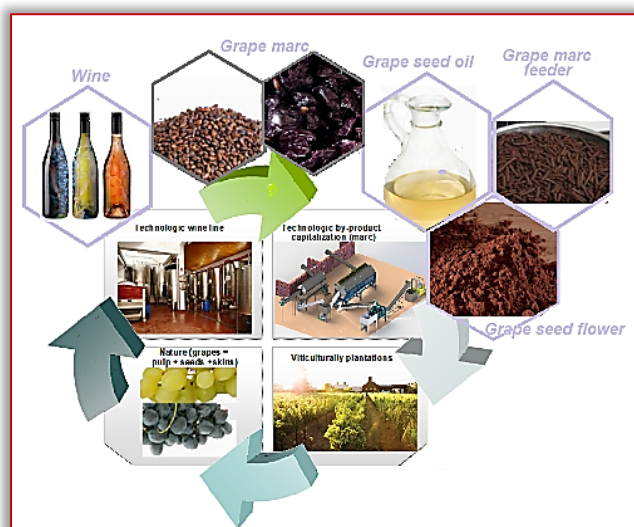 Grape marc
Wine
Grape seed oil
Grape marc
feeder
Technologic wine line
Technologic by-product
capitalization (marc)
Grape seed flower
Nature (grapes =
pulp + seeds +skins)
Viticulturally plantations